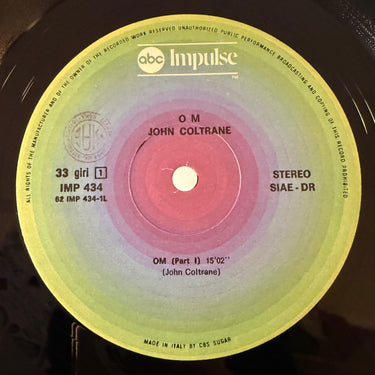 abc Impulse
TM
ALL RIGHTS OF THE MANUFACTURER AND OF THE OWNER OF THE RECORDED WORK RESERVED UNAUTHORIZED PUBLIC PERFORMANCE BROADCASTING AND COPYING OF THIS RECORD PROHIBITED
O M
JOHN COLTRANE
33 giri 1
IMP 434
62 IMP 434-1L
STEREO
SIAE - DR
OM (Part I) 15'02''
(John Coltrane)
MADE IN ITALY BY CBS SUGAR